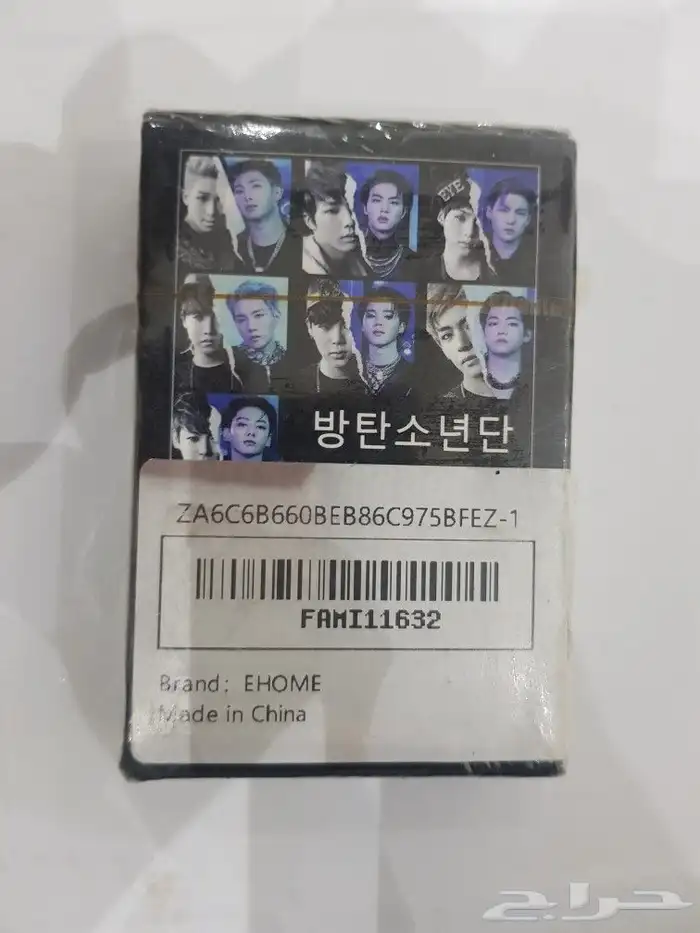 EYE
방탄소년단
ZA6C6B660BEB86C975BFEZ-1
FAMI11632
Brand: EHOME
Made in China
حراج